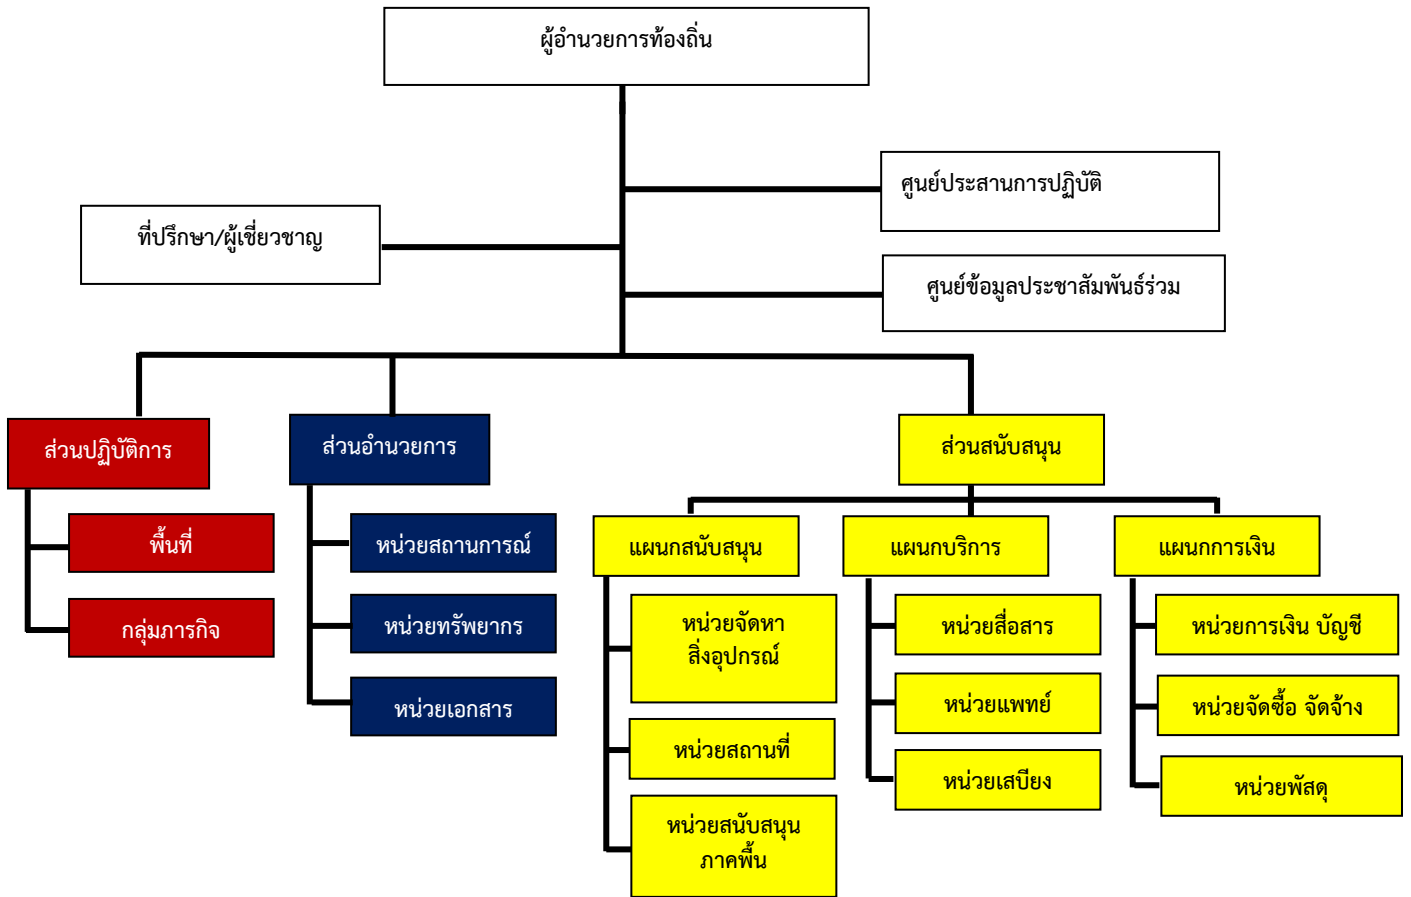 ผู้อำนวยการท้องถิ่น
ศูนย์ประสานการปฏิบัติ
ที่ปรึกษา/ผู้เชี่ยวชาญ
ศูนย์ข้อมูลประชาสัมพันธ์ร่วม
ส่วนปฏิบัติการ
พื้นที่
กลุ่มภารกิจ
ส่วนอำนวยการ
หน่วยสถานการณ์
หน่วยทรัพยากร
หน่วยเอกสาร
ส่วนสนับสนุน
แผนกสนับสนุน
หน่วยจัดหา
สิ่งอุปกรณ์
หน่วยสถานที่
หน่วยสนับสนุน
ภาคพื้น
แผนกบริการ
หน่วยสื่อสาร
หน่วยแพทย์
หน่วยเสบียง
แผนกการเงิน
หน่วยการเงิน บัญชี
หน่วยจัดซื้อ จัดจ้าง
หน่วยพัสดุ